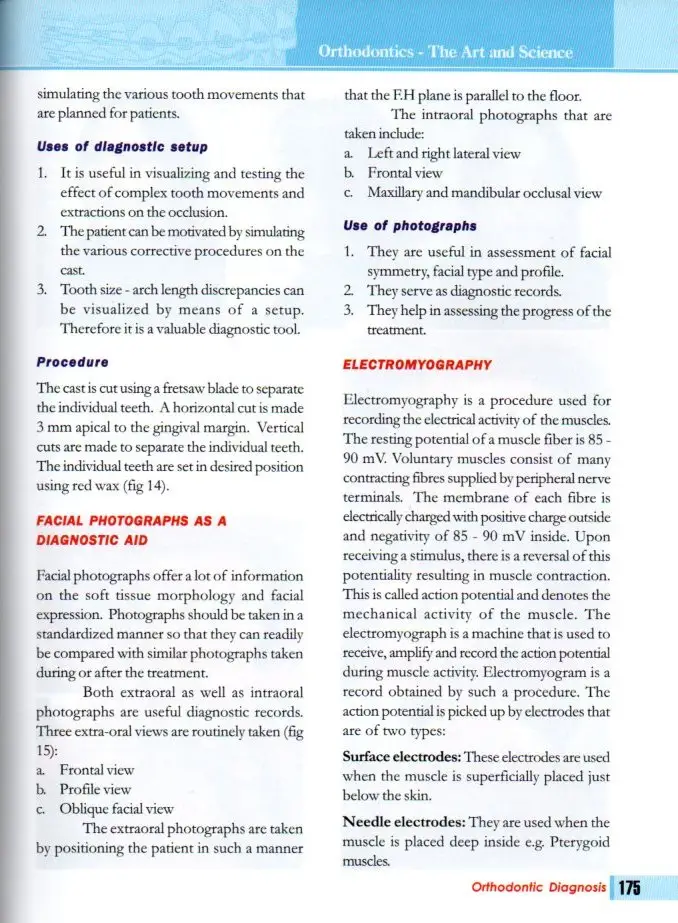 Orthodontics - The Art and Science
simulating the various tooth movements that
are planned for patients.
Uses of diagnostic setup
1. It is useful in visualizing and testing the
effect of complex tooth movements and
extractions on the occlusion.
2. The patient can be motivated by simulating
the various corrective procedures on the
cast.
3. Tooth size - arch length discrepancies can
be visualized by means of a setup.
Therefore it is a valuable diagnostic tool.
Procedure
The cast is cut using a fretsaw blade to separate
the individual teeth. A horizontal cut is made
3 mm apical to the gingival margin. Vertical
cuts are made to separate the individual teeth.
The individual teeth are set in desired position
using red wax (fig 14).
FACIAL PHOTOGRAPHS AS A
DIAGNOSTIC AID
Facial photographs offer a lot of information
on the soft tissue morphology and facial
expression. Photographs should be taken in a
standardized manner so that they can readily
be compared with similar photographs taken
during or after the treatment.
Both extraoral as well as intraoral
photographs are useful diagnostic records.
Three extra-oral views are routinely taken (fig
15):
a. Frontal view
b. Profile view
c. Oblique facial view
The extraoral photographs are taken
by positioning the patient in such a manner
that the F.H plane is parallel to the floor.
The intraoral photographs that are
taken include:
a. Left and right lateral view
b. Frontal view
c. Maxillary and mandibular occlusal view
Use of photographs
1. They are useful in assessment of facial
symmetry, facial type and profile.
2. They serve as diagnostic records.
3. They help in assessing the progress of the
treatment.
ELECTROMYOGRAPHY
Electromyography is a procedure used for
recording the electrical activity of the muscles.
The resting potential of a muscle fiber is 85 -
90 mV. Voluntary muscles consist of many
contracting fibres supplied by peripheral nerve
terminals. The membrane of each fibre is
electrically charged with positive charge outside
and negativity of 85 - 90 mV inside. Upon
receiving a stimulus, there is a reversal of this
potentiality resulting in muscle contraction.
This is called action potential and denotes the
mechanical activity of the muscle. The
electromyograph is a machine that is used to
receive, amplify and record the action potential
during muscle activity. Electromyogram is a
record obtained by such a procedure. The
action potential is picked up by electrodes that
are of two types:
Surface electrodes: These electrodes are used
when the muscle is superficially placed just
below the skin.
Needle electrodes: They are used when the
muscle is placed deep inside e.g. Pterygoid
muscles.
Orthodontic Diagnosis 175